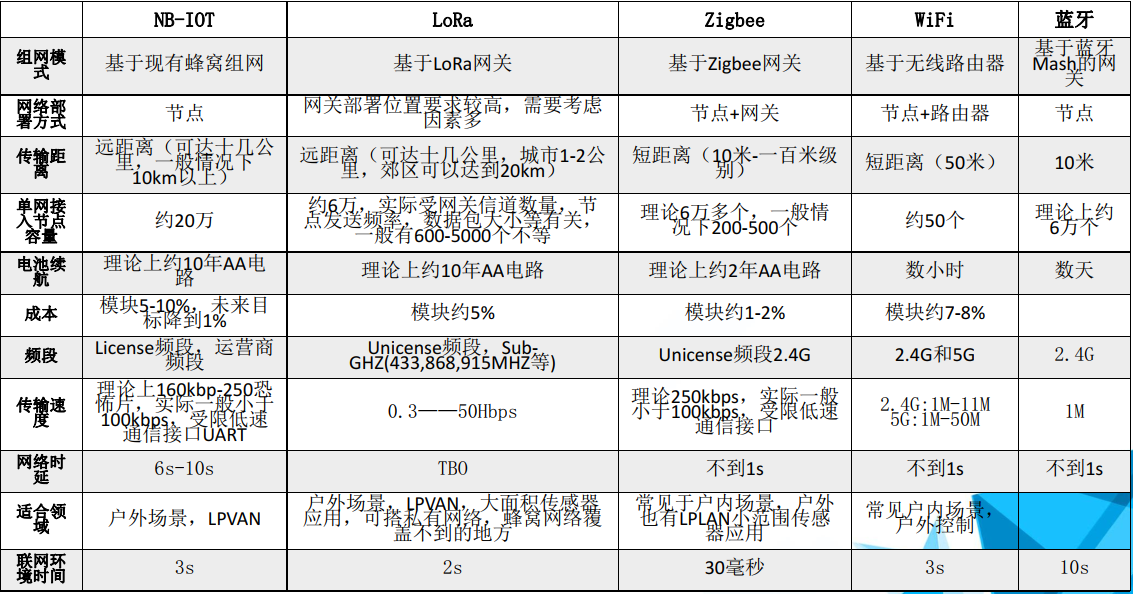 NB-IOT LoRa Zigbee WiFi 蓝牙
组网模
式
基于现有蜂窝组网
基于LoRa网关
基于Zigbee网关
基于无线路由器
基于蓝牙
Mash的网
关
网络部
署方式
节点
网关部署位置要求较高，需要考虑
因素多
节点+网关
节点+路由器
节点
传输距
离
远距离（可达十几公
里，一般情况下
10km以上）
远距离（可达十几公里，城市1-2公
里，郊区可以达到20km）
短距离（10米-一百米级
别）
短距离（50米）
10米
单网接
入节点
容量
约20万
约6万，实际受网关信道数量，节
点发送频率，数据包大小等有关，
一般有600-5000个不等
理论6万多个，一般情
况下200-500个
约50个
理论上约
6万个
电池续
航
理论上约10年AA电
路
理论上约10年AA电路
理论上约2年AA电路
数小时
数天
成本
模块5-10%，未来目
标降到1%
模块约5%
模块约1-2%
模块约7-8%
频段
License频段，运营商
频段
Unicense频段，Sub-
GHZ(433,868,915MHZ等)
Unicense频段2.4G
2.4G和5G
2.4G
传输速
度
理论上160kbp-250恐
怖片，实际一般小于
100kbps，受限低速
通信接口UART
0.3——50Hbps
理论250kbps，实际一般
小于100kbps，受限低速
通信接口
2.4G:1M-11M
5G:1M-50M
1M
网络时
延
6s-10s
TBO
不到1s
不到1s
不到1s
适合领
域
户外场景，LPVAN
户外场景，LPVAN，大面积传感器
应用，可搭私有网络，蜂窝网络覆
盖不到的地方
常见于户内场景，户外
也有LPLAN小范围传感
器应用
常见户内场景，
户外控制
联网环
境时间
3s
2s
30毫秒
3s
10s